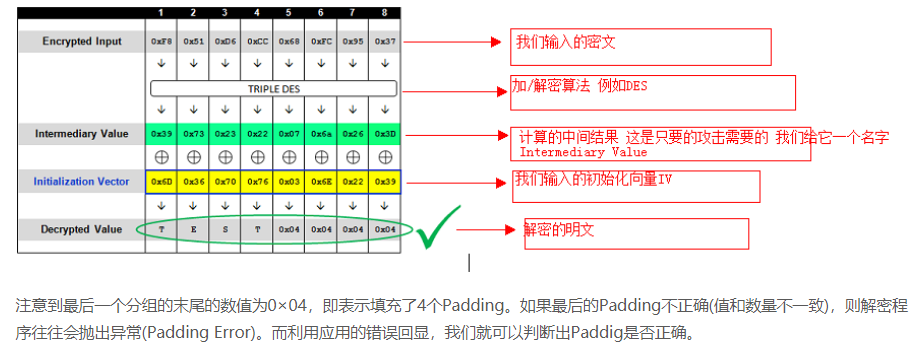 1 2 3 4 5 6 7 8
Encrypted Input 0xF8 0x51 0xD6 0xCC 0x68 0xFC 0x95 0x37
我们输入的密文
TRIPLE DES
加/解密算法 例如DES
Intermediary Value 0x39 0x73 0x23 0x22 0x07 0x6a 0x26 0x3D
计算的中间结果 这是只要的攻击需要的 我们给它一个名字
Intermediary Value
Initialization Vector 0x6D 0x36 0x70 0x76 0x03 0x6E 0x22 0x39
我们输入的初始化向量IV
Decrypted Value T E S T 0x04 0x04 0x04 0x04
解密的明文
注意到最后一个分组的末尾的数值为0×04，即表示填充了4个Padding。如果最后的Padding不正确(值和数量不一致)，则解密程
序往往会抛出异常(Padding Error)。而利用应用的错误回显，我们就可以判断出Paddig是否正确。